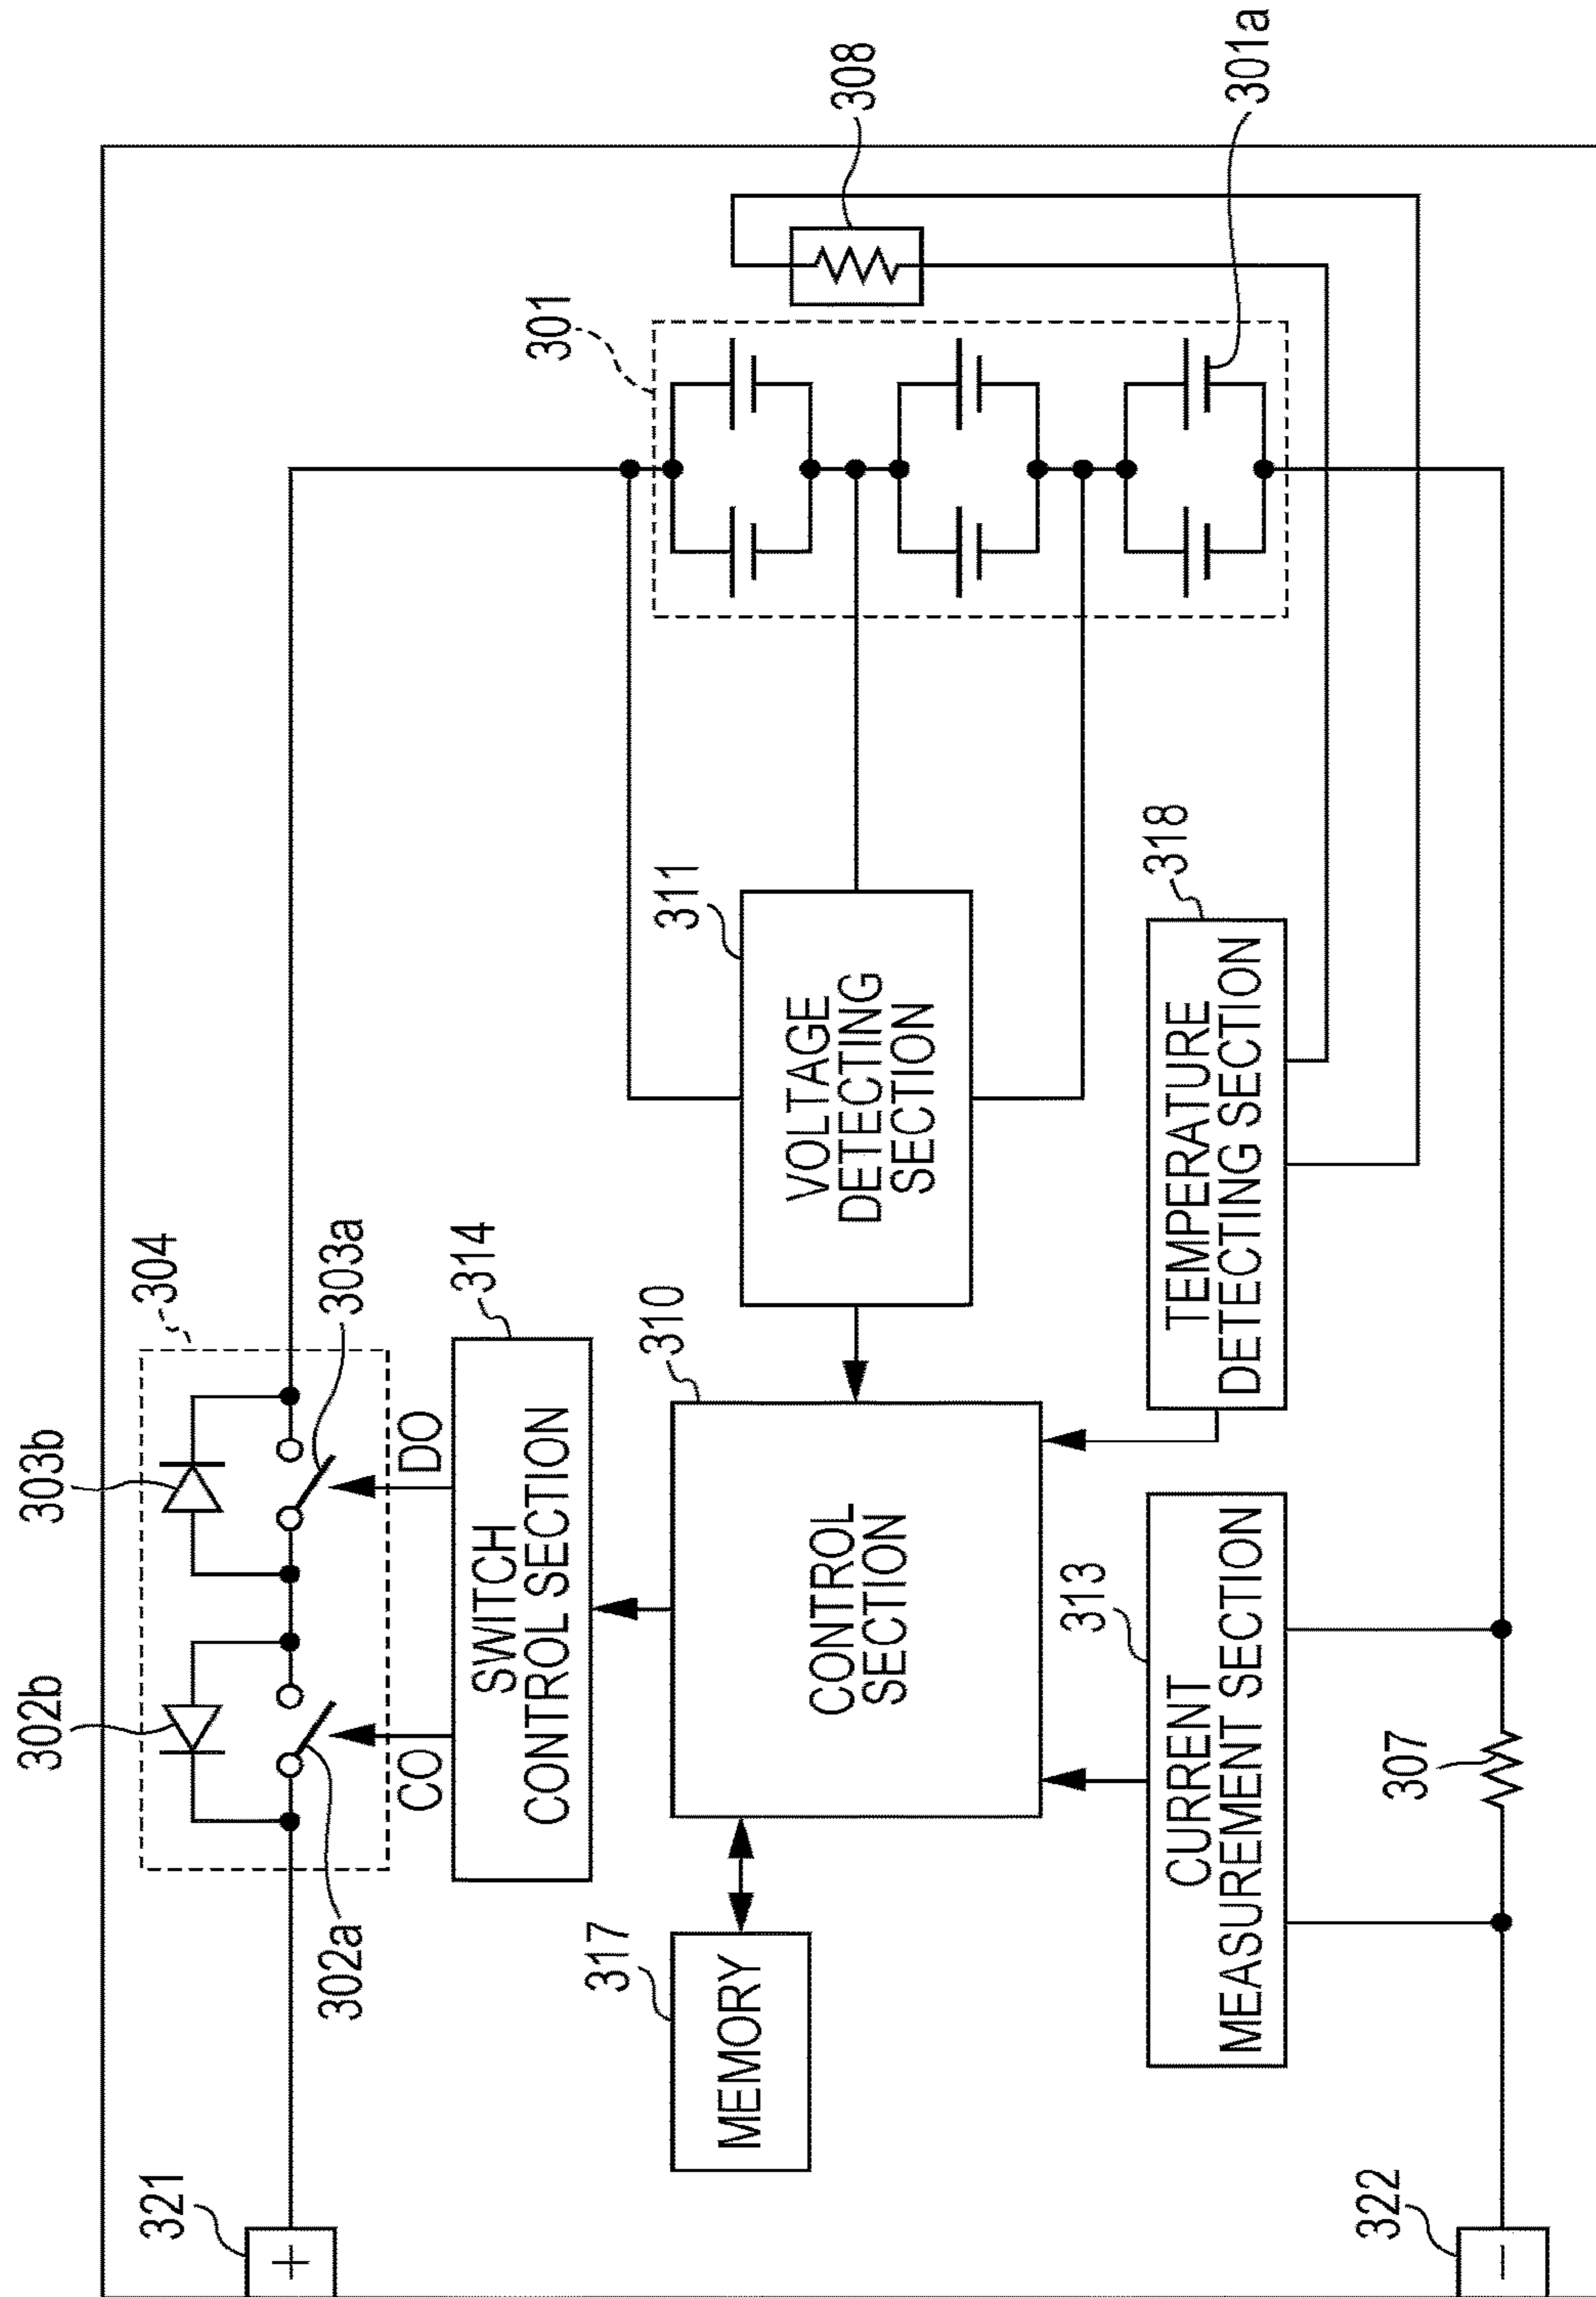 302b
303b
321
304
+
302a
303a
CO
DO
314
SWITCH
CONTROL SECTION
301
317
MEMORY
310
CONTROL
SECTION
311
VOLTAGE
DETECTING
SECTION
308
313
CURRENT
MEASUREMENT SECTION
318
TEMPERATURE
DETECTING SECTION
301a
322
−
307